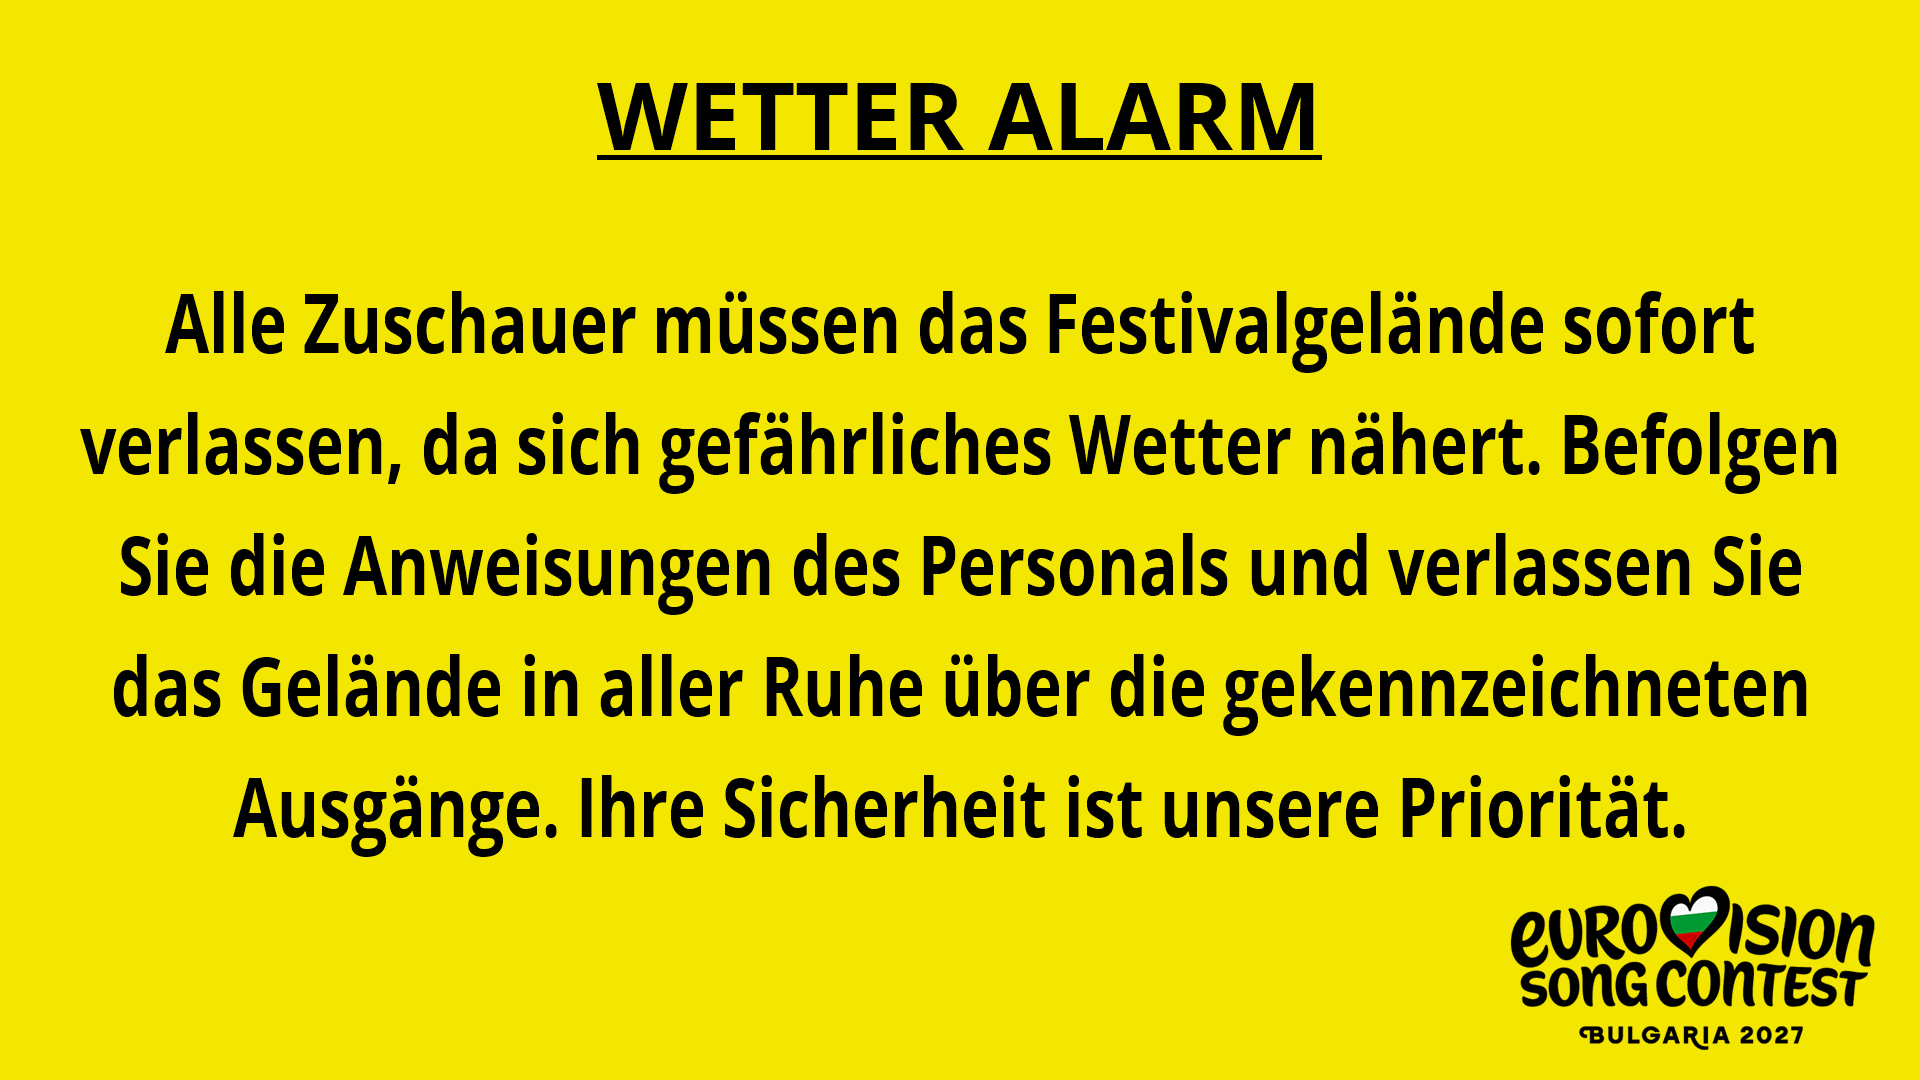 WETTER ALARM
Alle Zuschauer müssen das Festivalgelände sofort
verlassen, da sich gefährliches Wetter nähert. Befolgen
Sie die Anweisungen des Personals und verlassen Sie
das Gelände in aller Ruhe über die gekennzeichneten
Ausgänge. Ihre Sicherheit ist unsere Priorität.
EUROVISION
SONG CONTEST
BULGARIA 2027